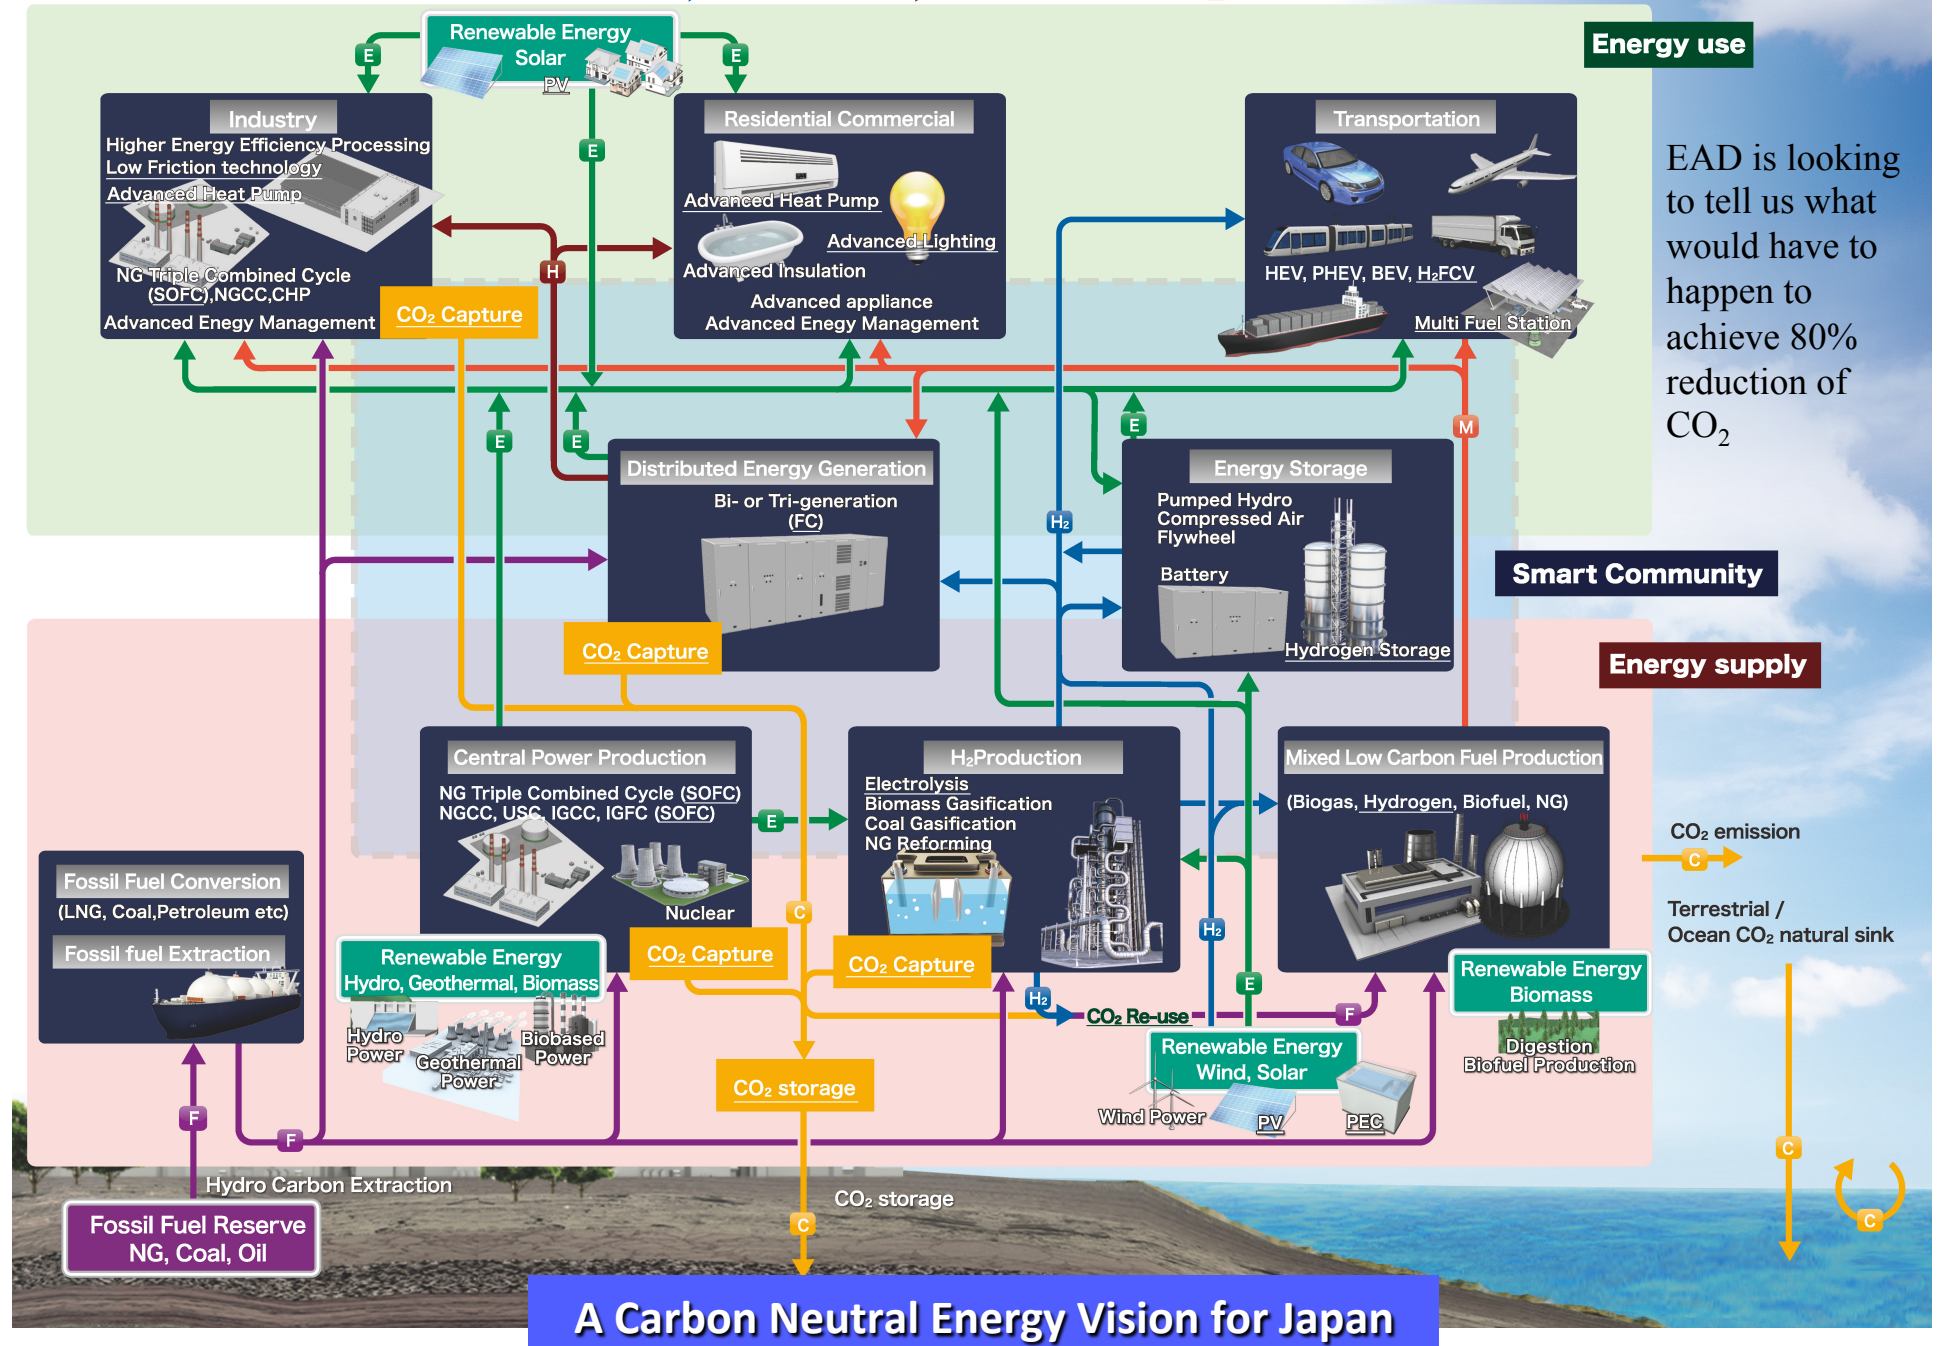 Renewable Energy
Solar
PV
E
E
E
Energy use
Industry
Higher Energy Efficiency Processing
Low Friction technology
Advanced Heat Pump
NG Triple Combined Cycle
(SOFC),NGCC,CHP
Advanced Enegy Management
CO₂ Capture
Residential Commercial
Advanced Heat Pump
Advanced Lighting
Advanced Insulation
Advanced appliance
Advanced Enegy Management
Transportation
HEV, PHEV, BEV, H₂FCV
Multi Fuel Station
EAD is looking
to tell us what
would have to
happen to
achieve 80%
reduction of
CO₂
H
E
E
E
M
Distributed Energy Generation
Bi- or Tri-generation
(FC)
CO₂ Capture
H₂
Energy Storage
Pumped Hydro
Compressed Air
Flywheel
Battery
Hydrogen Storage
Smart Community
Energy supply
Central Power Production
NG Triple Combined Cycle (SOFC)
NGCC, USC, IGCC, IGFC (SOFC)
Nuclear
CO₂ Capture
E
C
H₂Production
Electrolysis
Biomass Gasification
Coal Gasification
NG Reforming
CO₂ Capture
H₂
H₂
E
Mixed Low Carbon Fuel Production
(Biogas, Hydrogen, Biofuel, NG)
CO₂ emission
C
Terrestrial /
Ocean CO₂ natural sink
Fossil Fuel Conversion
(LNG, Coal,Petroleum etc)
Fossil fuel Extraction
Renewable Energy
Hydro, Geothermal, Biomass
Hydro
Power
Geothermal
Power
Biobased
Power
CO₂ Re-use
F
Renewable Energy
Biomass
Digestion
Biofuel Production
Renewable Energy
Wind, Solar
Wind Power
PV
PEC
CO₂ storage
F
F
C
C
Hydro Carbon Extraction
CO₂ storage
C
Fossil Fuel Reserve
NG, Coal, Oil
A Carbon Neutral Energy Vision for Japan